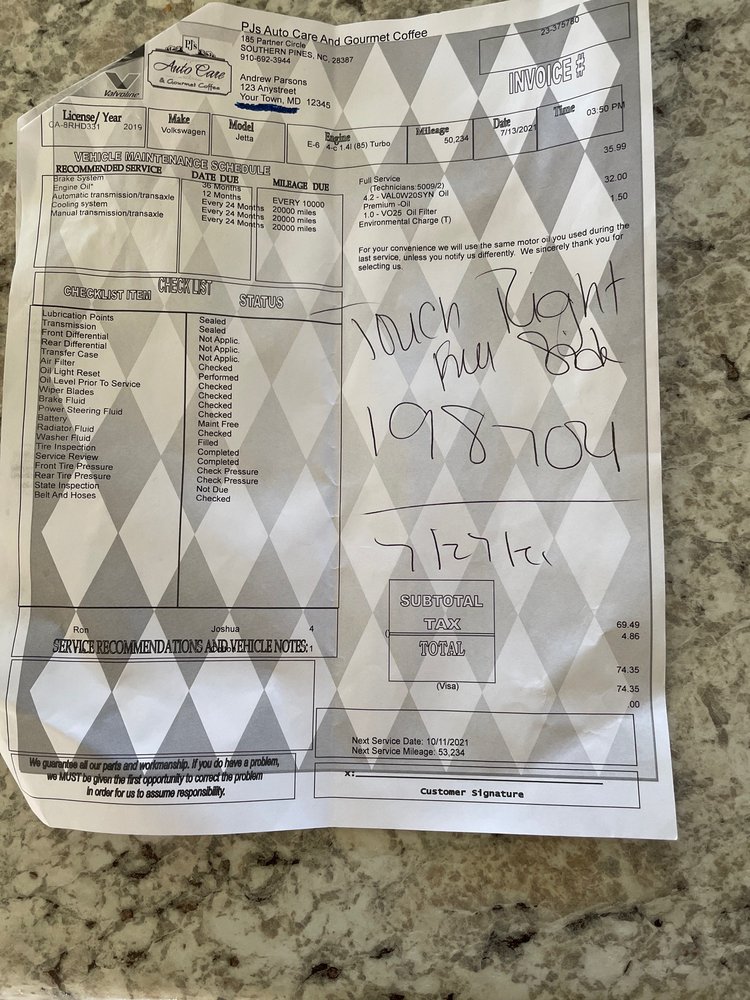 PJs Auto Care And Gourmet Coffee
185 Partner Circle
SOUTHERN PINES, NC, 28387
910-692-3944
PJs
Auto Care
& Gourmet Coffee
Valvoline
Andrew Parsons
123 Anystreet
Your Town, MD 12345
23-375780
INVOICE #
License/ Year Make Model Engine Mileage Date Time
CA-8RHD331 2019 Volkswagen Jetta E-6 4-c 1.4l (85) Turbo 50,234 7/13/2021 03:50 PM
VEHICLE MAINTENANCE SCHEDULE
RECOMMENDED SERVICE DATE DUE MILEAGE DUE
Brake System 36 Months
Engine Oil* 12 Months EVERY 10000
Automatic transmission/transaxle Every 24 Months 20000 miles
Cooling system Every 24 Months 20000 miles
Manual transmission/transaxle Every 24 Months 20000 miles
Full Service 35.99
(Technicians:5009/2)
4.2 - VAL0W20SYN Oil 32.00
Premium -Oil
1.0 - VO25 Oil Filter 1.50
Environmental Charge (T)
For your convenience we will use the same motor oil you used during the
last service, unless you notify us differently. We sincerely thank you for
selecting us.
CHECK LIST
CHECKLIST ITEM STATUS
Lubrication Points Sealed
Transmission Sealed
Front Differential Not Applic.
Rear Differential Not Applic.
Transfer Case Not Applic.
Air Filter Checked
Oil Light Reset Performed
Oil Level Prior To Service Checked
Wiper Blades Checked
Brake Fluid Checked
Power Steering Fluid Checked
Battery Maint Free
Radiator Fluid Checked
Washer Fluid Filled
Tire Inspection Completed
Service Review Completed
Front Tire Pressure Check Pressure
Rear Tire Pressure Check Pressure
State Inspection Not Due
Belt And Hoses Checked
Touch Right
Side
198704
7/27/21
SUBTOTAL 69.49
TAX 4.86
TOTAL 74.35
(Visa) 74.35
.00
Ron Joshua 4
SERVICE RECOMMENDATIONS AND VEHICLE NOTES: 1
Next Service Date: 10/11/2021
Next Service Mileage: 53,234
We guarantee all our parts and workmanship. If you do have a problem,
we MUST be given the first opportunity to correct the problem
in order for us to assume responsibility.
x:
Customer Signature